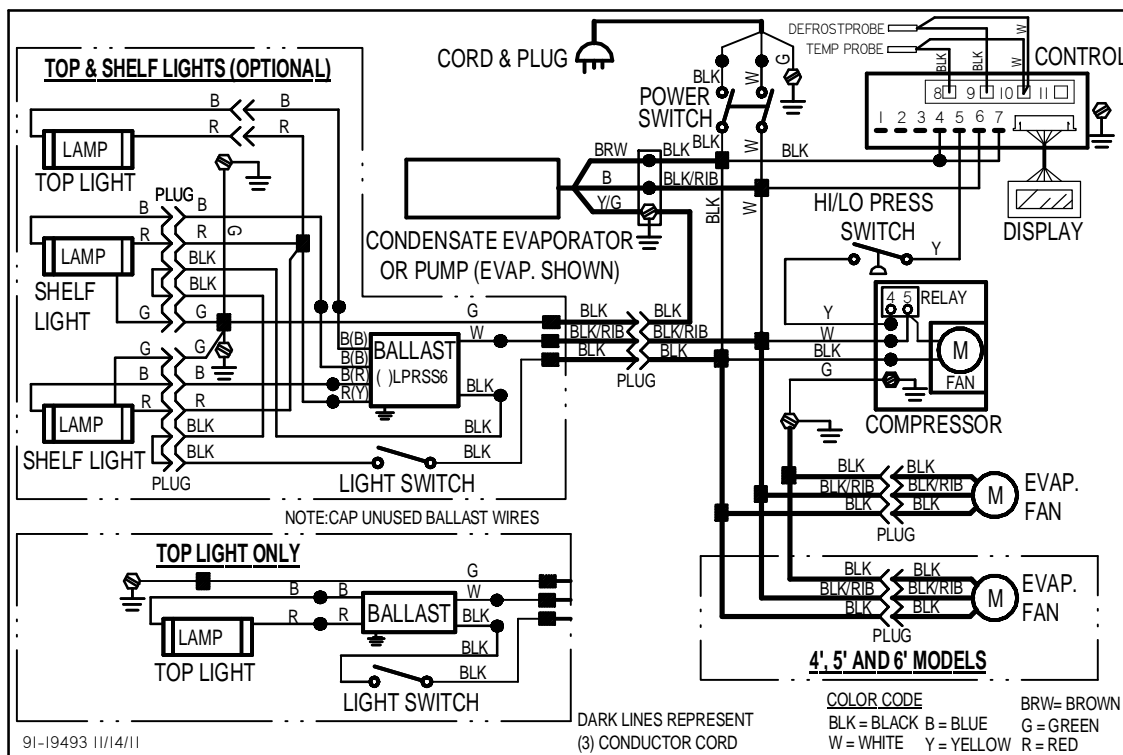 DEFROSTPROBE
TEMP PROBE
W
BLK
BLK
W
CONTROL
CORD & PLUG
TOP & SHELF LIGHTS (OPTIONAL)
BLK
W
G
8 9 10 11
1 2 3 4 5 6 7
POWER
SWITCH
BLK
W
B B
R R
LAMP
TOP LIGHT
BRW BLK
B BLK/RIB
Y/G
BLK
BLK
W
HI/LO PRESS
SWITCH
Y
DISPLAY
CONDENSATE EVAPORATOR
OR PUMP (EVAP. SHOWN)
PLUG
B B
R R
G
BLK
BLK
G G
LAMP
SHELF
LIGHT
G G
B B
R R
BLK
BLK
LAMP
SHELF LIGHT
PLUG
B(B)
B(B)
B(R)
R(Y)
BALLAST
( )LPRSS6
G
W
BLK
BLK
BLK
LIGHT SWITCH
BLK BLK
BLK/RIB BLK/RIB
BLK BLK
PLUG
Y
W
BLK
G
4 5 RELAY
M
FAN
COMPRESSOR
NOTE:CAP UNUSED BALLAST WIRES
BLK BLK
BLK/RIB BLK/RIB
BLK BLK
PLUG
M
EVAP.
FAN
TOP LIGHT ONLY
G
B B
R R
W
BLK
BALLAST
LAMP
TOP LIGHT
BLK
BLK
LIGHT SWITCH
BLK BLK
BLK/RIB BLK/RIB
BLK BLK
PLUG
M
EVAP.
FAN
4', 5' AND 6' MODELS
DARK LINES REPRESENT
(3) CONDUCTOR CORD
COLOR CODE
BLK = BLACK B = BLUE
W = WHITE Y = YELLOW
BRW= BROWN
G = GREEN
R = RED
91-19493 11/14/11